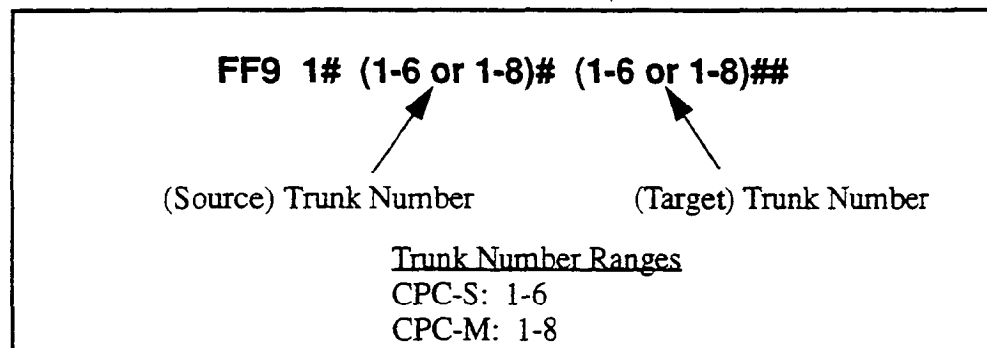 FF9 1# (1-6 or 1-8)# (1-6 or 1-8)##
(Source) Trunk Number (Target) Trunk Number
Trunk Number Ranges
CPC-S: 1-6
CPC-M: 1-8